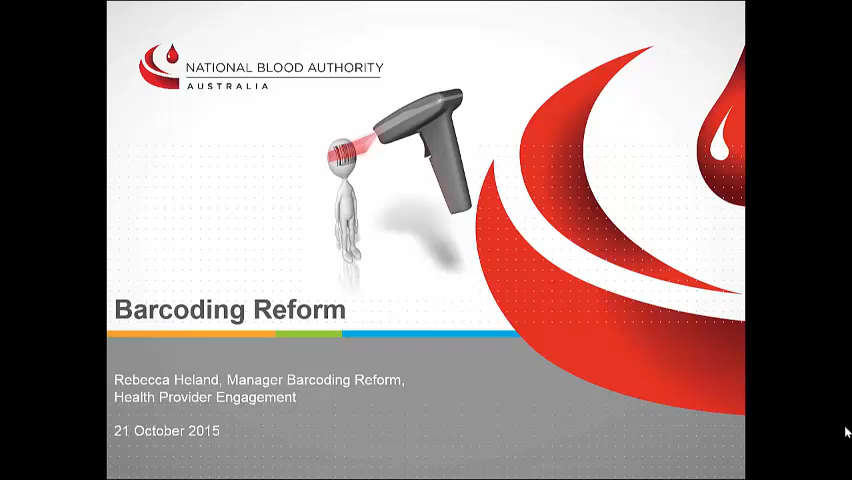 NATIONAL BLOOD AUTHORITY
AUSTRALIA
Barcoding Reform
Rebecca Heland, Manager Barcoding Reform,
Health Provider Engagement
21 October 2015